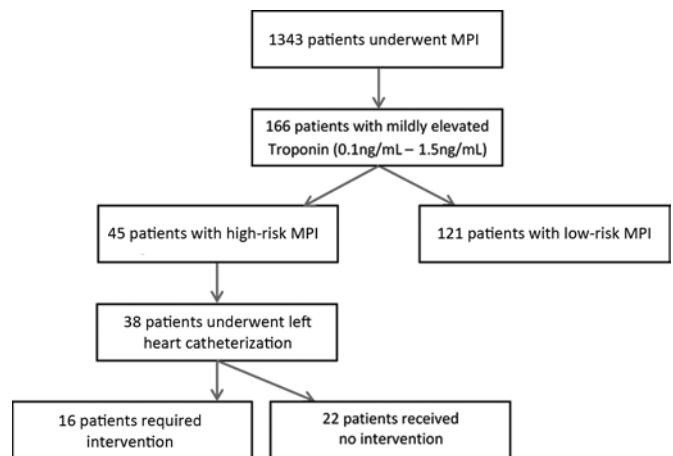 1343 patients underwent MPI
166 patients with mildly elevated
Troponin (0.1ng/mL – 1.5ng/mL)
45 patients with high-risk MPI
121 patients with low-risk MPI
38 patients underwent left
heart catheterization
16 patients required
intervention
22 patients received
no intervention